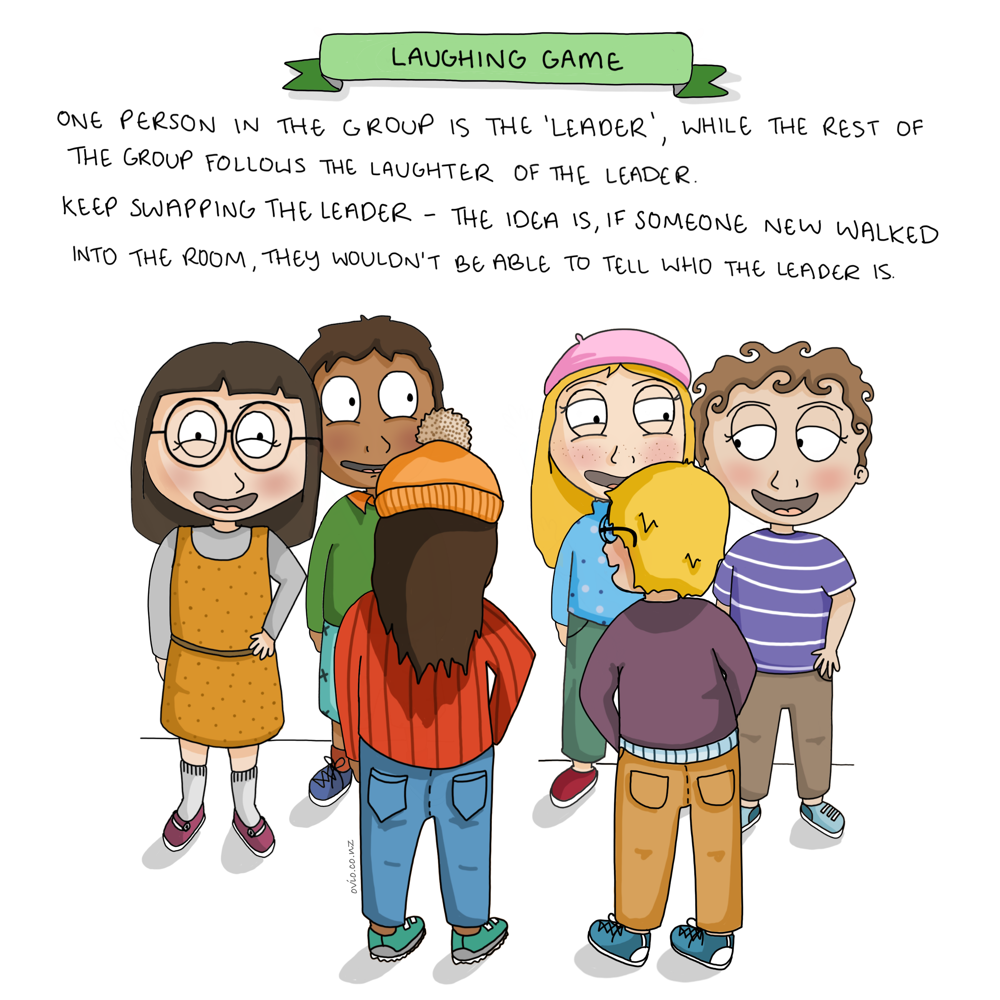 LAUGHING GAME
ONE PERSON IN THE GROUP IS THE 'LEADER', WHILE THE REST OF
THE GROUP FOLLOWS THE LAUGHTER OF THE LEADER.
KEEP SWAPPING THE LEADER - THE IDEA IS, IF SOMEONE NEW WALKED
INTO THE ROOM, THEY WOULDN'T BE ABLE TO TELL WHO THE LEADER IS.
ovio.co.nz